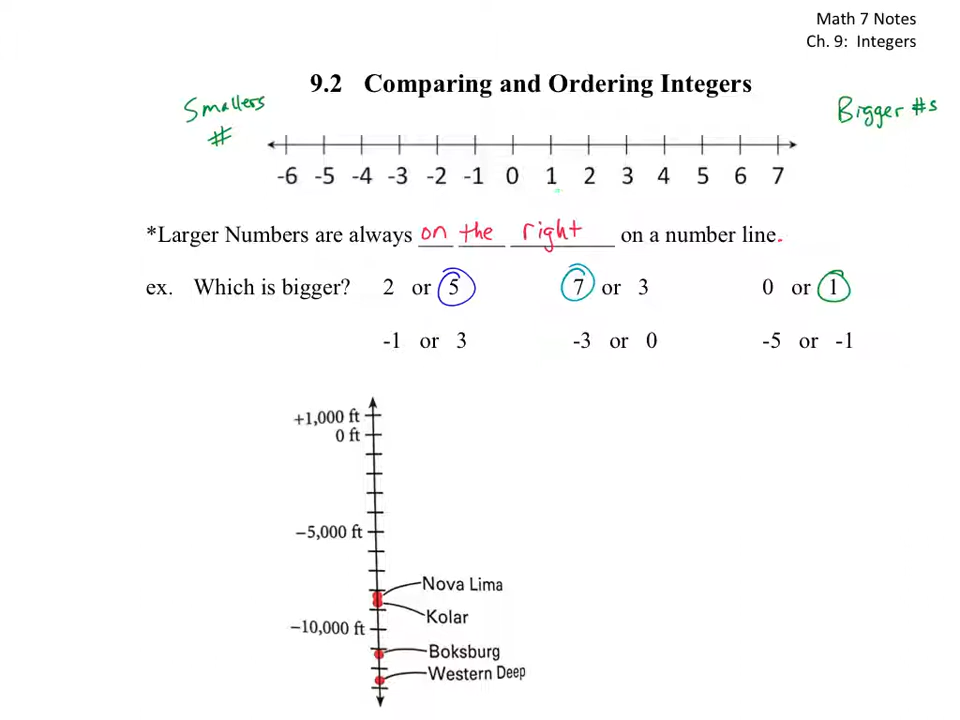 Math 7 Notes
Ch. 9: Integers
9.2 Comparing and Ordering Integers
Smallers
#
Bigger #s
-6 -5 -4 -3 -2 -1 0 1 2 3 4 5 6 7
*Larger Numbers are always on the right on a number line.
ex. Which is bigger? 2 or 5 7 or 3 0 or 1
-1 or 3 -3 or 0 -5 or -1
+1,000 ft
0 ft
−5,000 ft
Nova Lima
Kolar
−10,000 ft
Boksburg
Western Deep